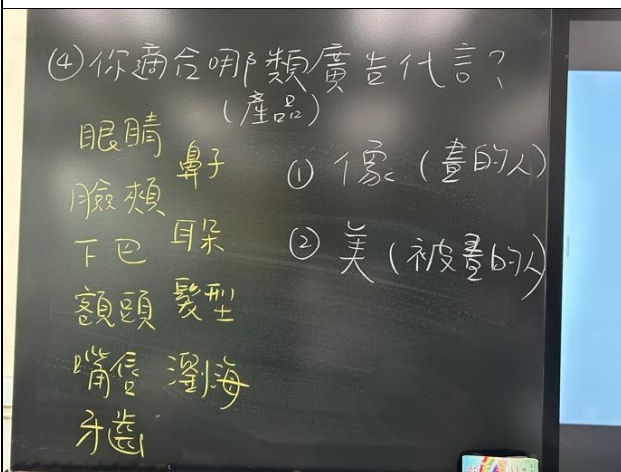 ④你適合哪類廣告代言？
(產品)
眼睛
臉頰
下巴
額頭
嘴唇
牙齒
鼻子
耳朵
髮型
瀏海
① 像(畫的人)
② 美(被畫的人)